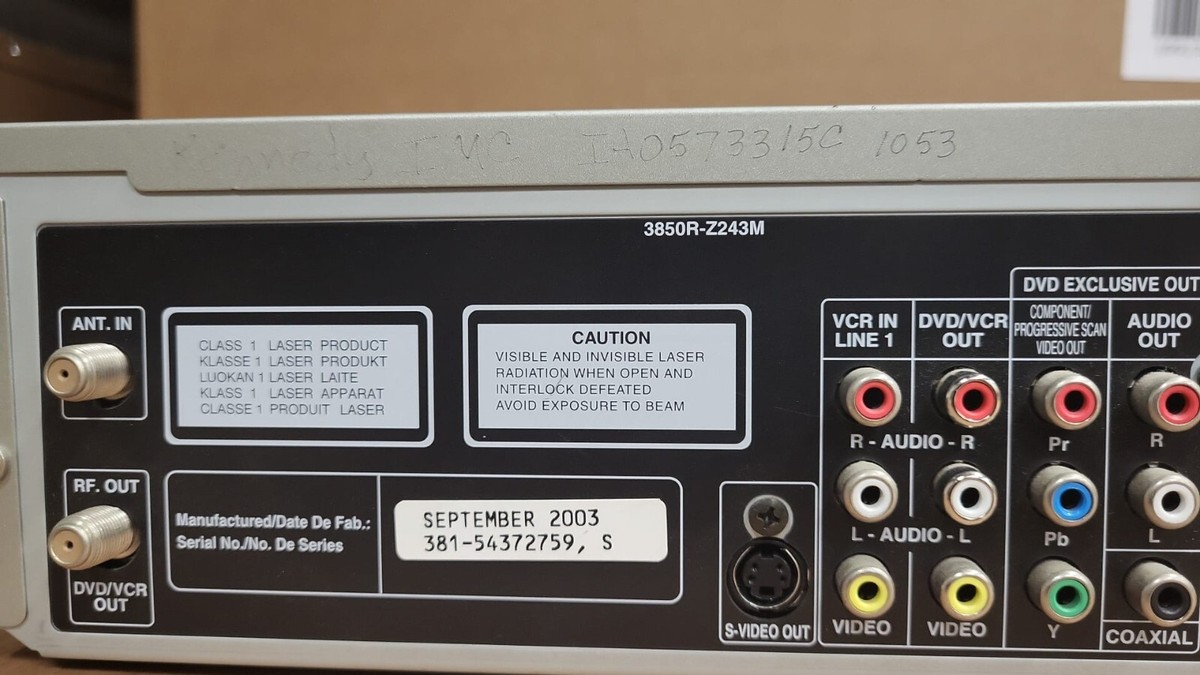 Kennedy IMC IA0573315C 1053
3850R-Z243M
ANT. IN
CLASS 1 LASER PRODUCT
KLASSE 1 LASER PRODUKT
LUOKAN 1 LASER LAITE
KLASS 1 LASER APPARAT
CLASSE 1 PRODUIT LASER
CAUTION
VISIBLE AND INVISIBLE LASER
RADIATION WHEN OPEN AND
INTERLOCK DEFEATED
AVOID EXPOSURE TO BEAM
DVD EXCLUSIVE OUT
VCR IN
LINE 1
DVD/VCR
OUT
COMPONENT/
PROGRESSIVE SCAN
VIDEO OUT
AUDIO
OUT
R - AUDIO - R
Pr
R
L - AUDIO - L
Pb
L
VIDEO
VIDEO
Y
COAXIAL
RF. OUT
DVD/VCR
OUT
Manufactured/Date De Fab.:
Serial No./No. De Series
SEPTEMBER 2003
381-54372759, S
S-VIDEO OUT